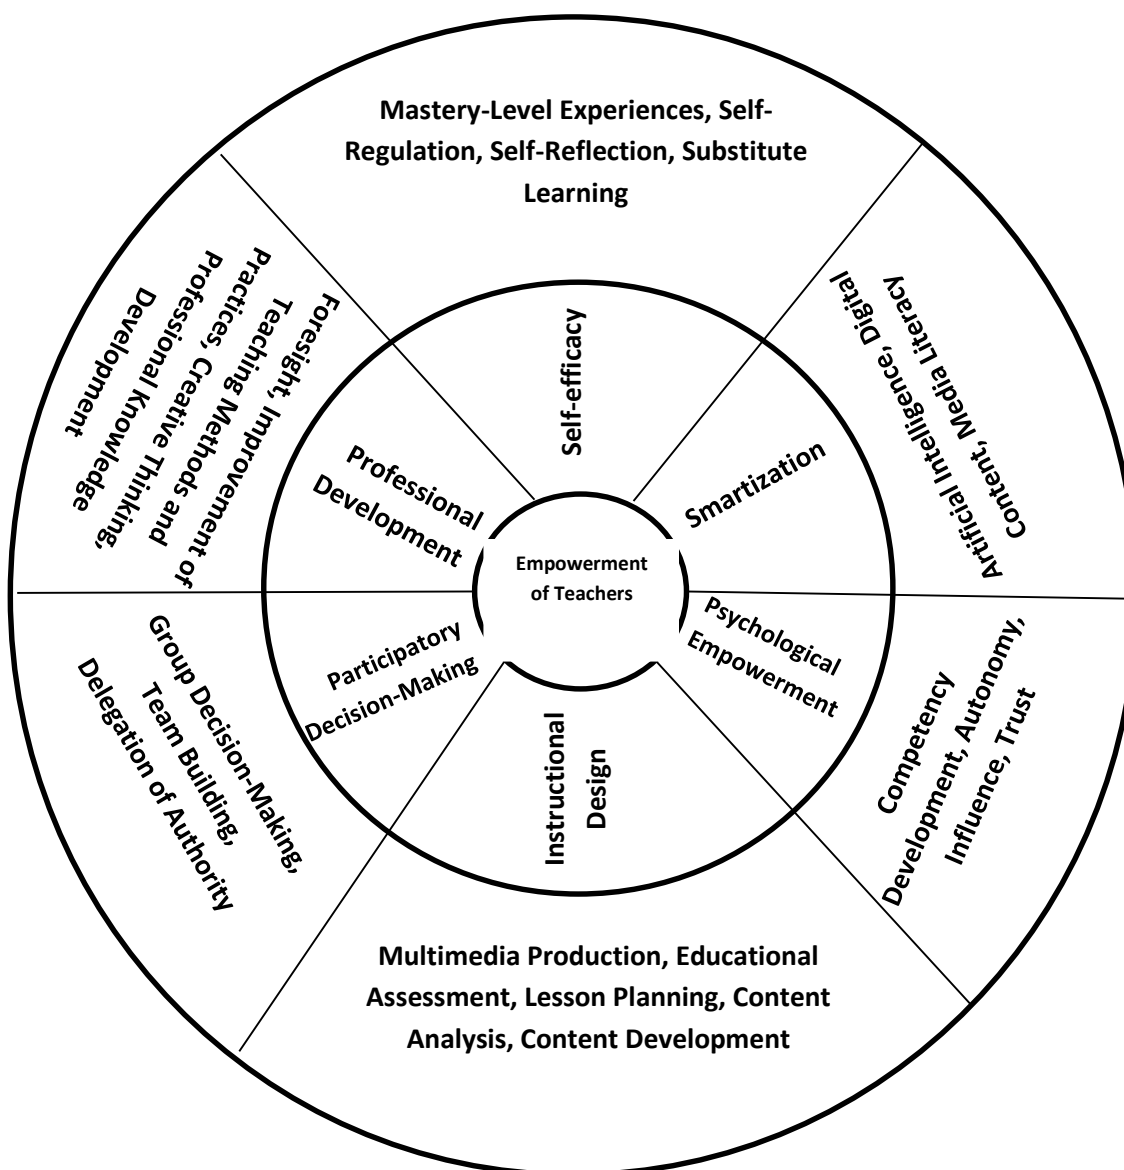 Mastery-Level Experiences, Self-
Regulation, Self-Reflection, Substitute
Learning
Artificial Intelligence, Digital
Content, Media Literacy
Competency
Development, Autonomy,
Influence, Trust
Multimedia Production, Educational
Assessment, Lesson Planning, Content
Analysis, Content Development
Group Decision-Making,
Team Building,
Delegation of Authority
Foresight, Improvement of
Teaching Methods and
Practices, Creative Thinking,
Professional Knowledge
Development
Self-efficacy
Smartization
Psychological
Empowerment
Instructional
Design
Participatory
Decision-Making
Professional
Development
Empowerment
of Teachers